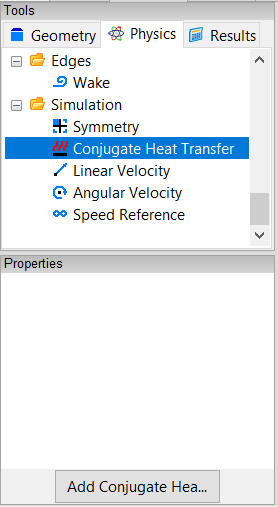 Tools
Geometry Physics Results
Edges
Wake
Simulation
Symmetry
Conjugate Heat Transfer
Linear Velocity
Angular Velocity
Speed Reference
Properties
Add Conjugate Hea...